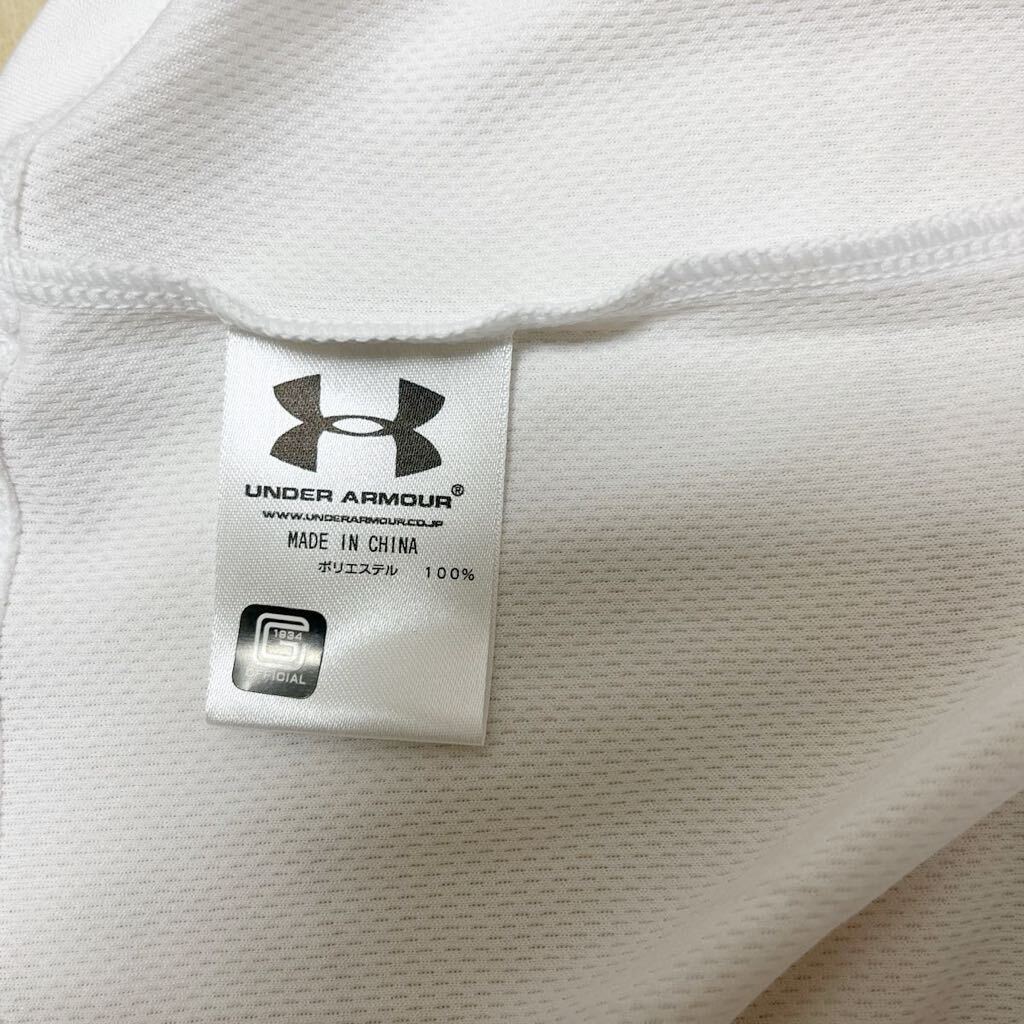 UNDER ARMOUR®
WWW.UNDERARMOUR.CO.JP
MADE IN CHINA
ポリエステル 100%
G
1934
OFFICIAL